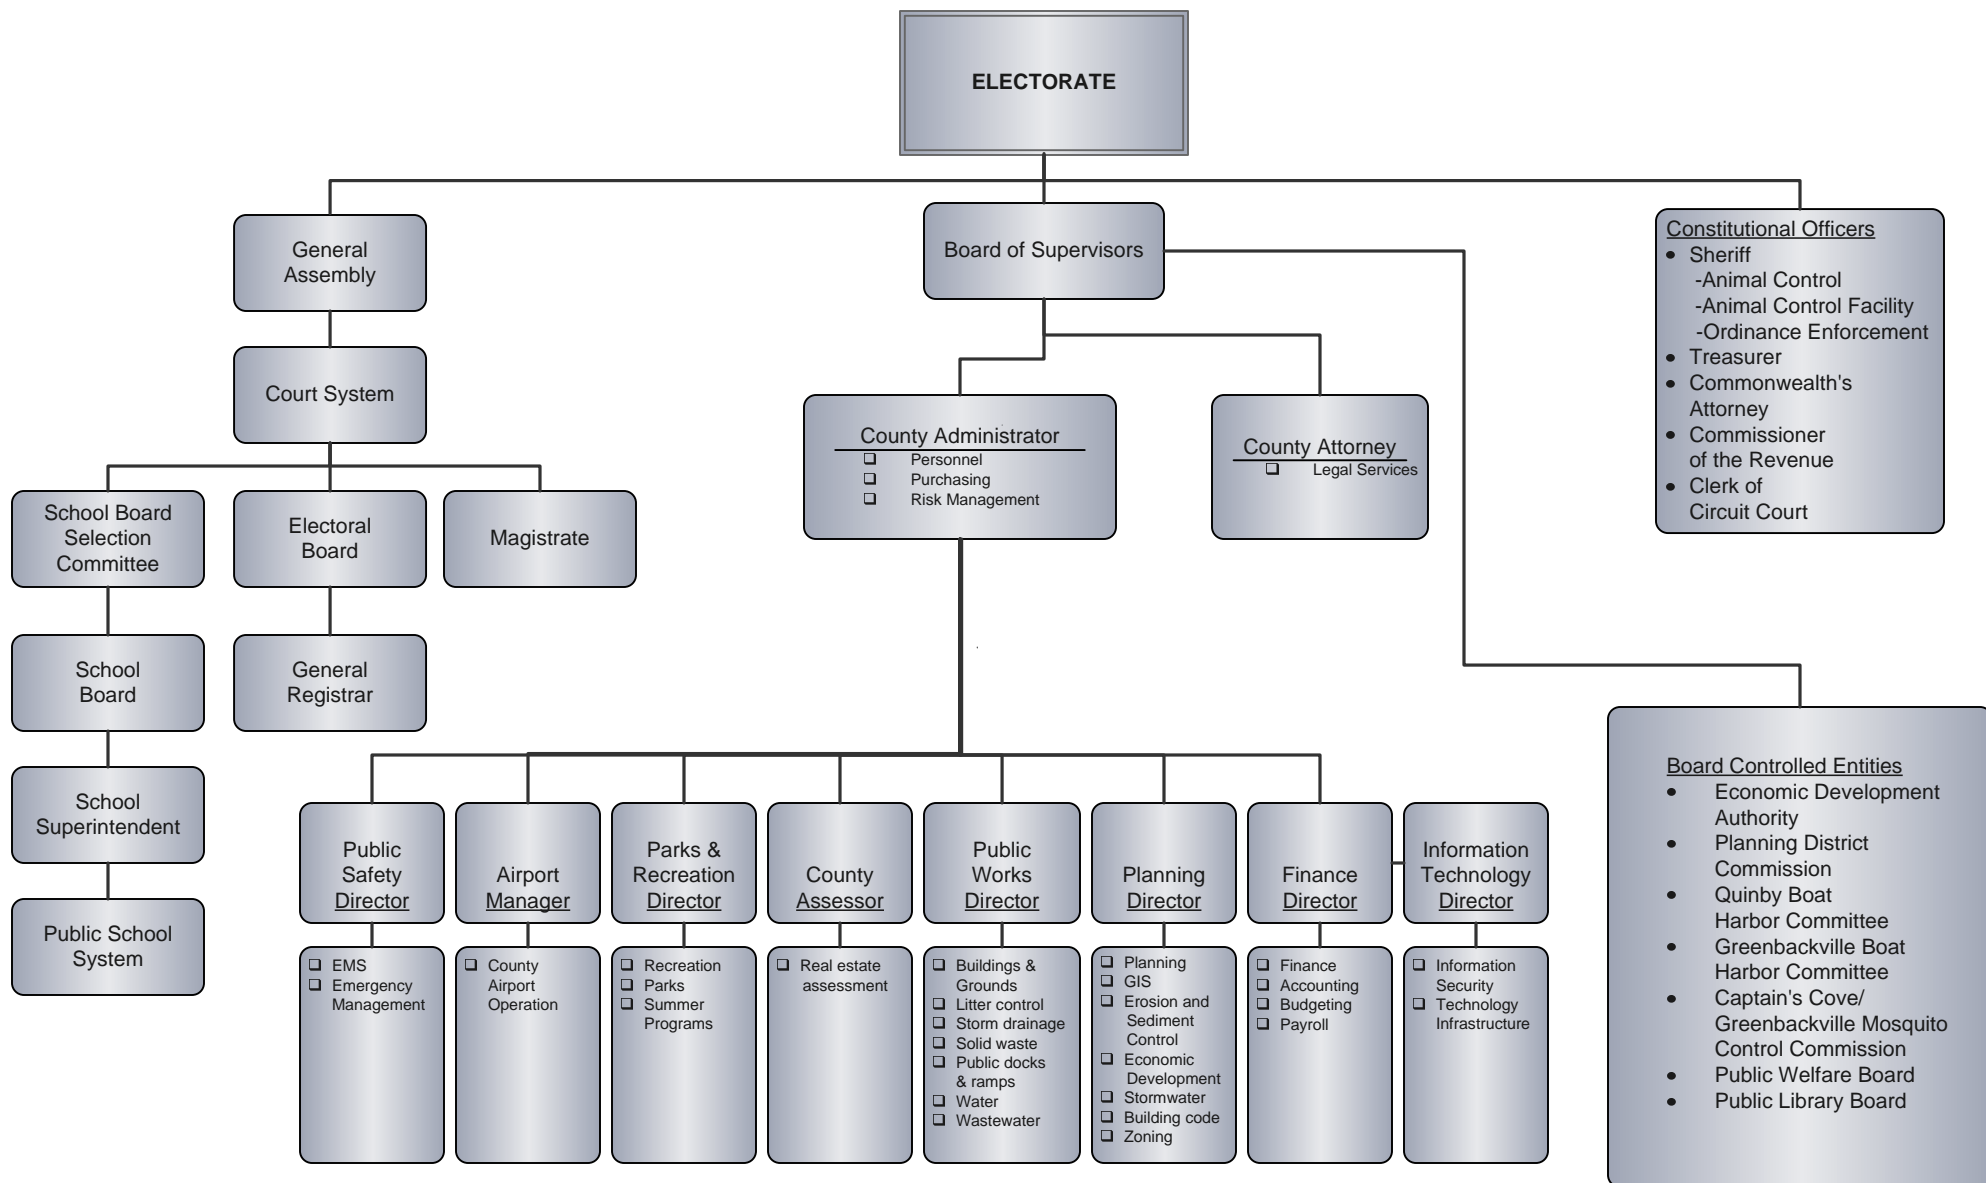 ELECTORATE
General
Assembly
Board of Supervisors
Constitutional Officers
• Sheriff
-Animal Control
-Animal Control Facility
-Ordinance Enforcement
• Treasurer
• Commonwealth's
Attorney
• Commissioner
of the Revenue
• Clerk of
Circuit Court
Court System
County Administrator
❑ Personnel
❑ Purchasing
❑ Risk Management
County Attorney
❑ Legal Services
School Board
Selection
Committee
Electoral
Board
Magistrate
School
Board
General
Registrar
School
Superintendent
Public School
System
Board Controlled Entities
• Economic Development
Authority
• Planning District
Commission
• Quinby Boat
Harbor Committee
• Greenbackville Boat
Harbor Committee
• Captain's Cove/
Greenbackville Mosquito
Control Commission
• Public Welfare Board
• Public Library Board
Public
Safety
Director
Airport
Manager
Parks &
Recreation
Director
County
Assessor
Public
Works
Director
Planning
Director
Finance
Director
Information
Technology
Director
❑ EMS
❑ Emergency
Management
❑ County
Airport
Operation
❑ Recreation
❑ Parks
❑ Summer
Programs
❑ Real estate
assessment
❑ Buildings &
Grounds
❑ Litter control
❑ Storm drainage
❑ Solid waste
❑ Public docks
& ramps
❑ Water
❑ Wastewater
❑ Planning
❑ GIS
❑ Erosion and
Sediment
Control
❑ Economic
Development
❑ Stormwater
❑ Building code
❑ Zoning
❑ Finance
❑ Accounting
❑ Budgeting
❑ Payroll
❑ Information
Security
❑ Technology
Infrastructure